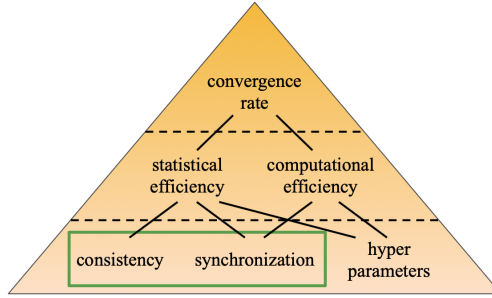 convergence
rate
statistical
efficiency
computational
efficiency
consistency
synchronization
hyper
parameters